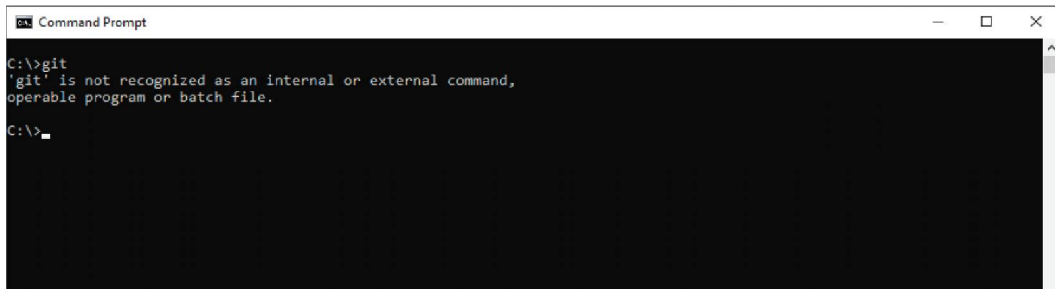 Command Prompt
C:\>git
'git' is not recognized as an internal or external command,
operable program or batch file.
C:\>